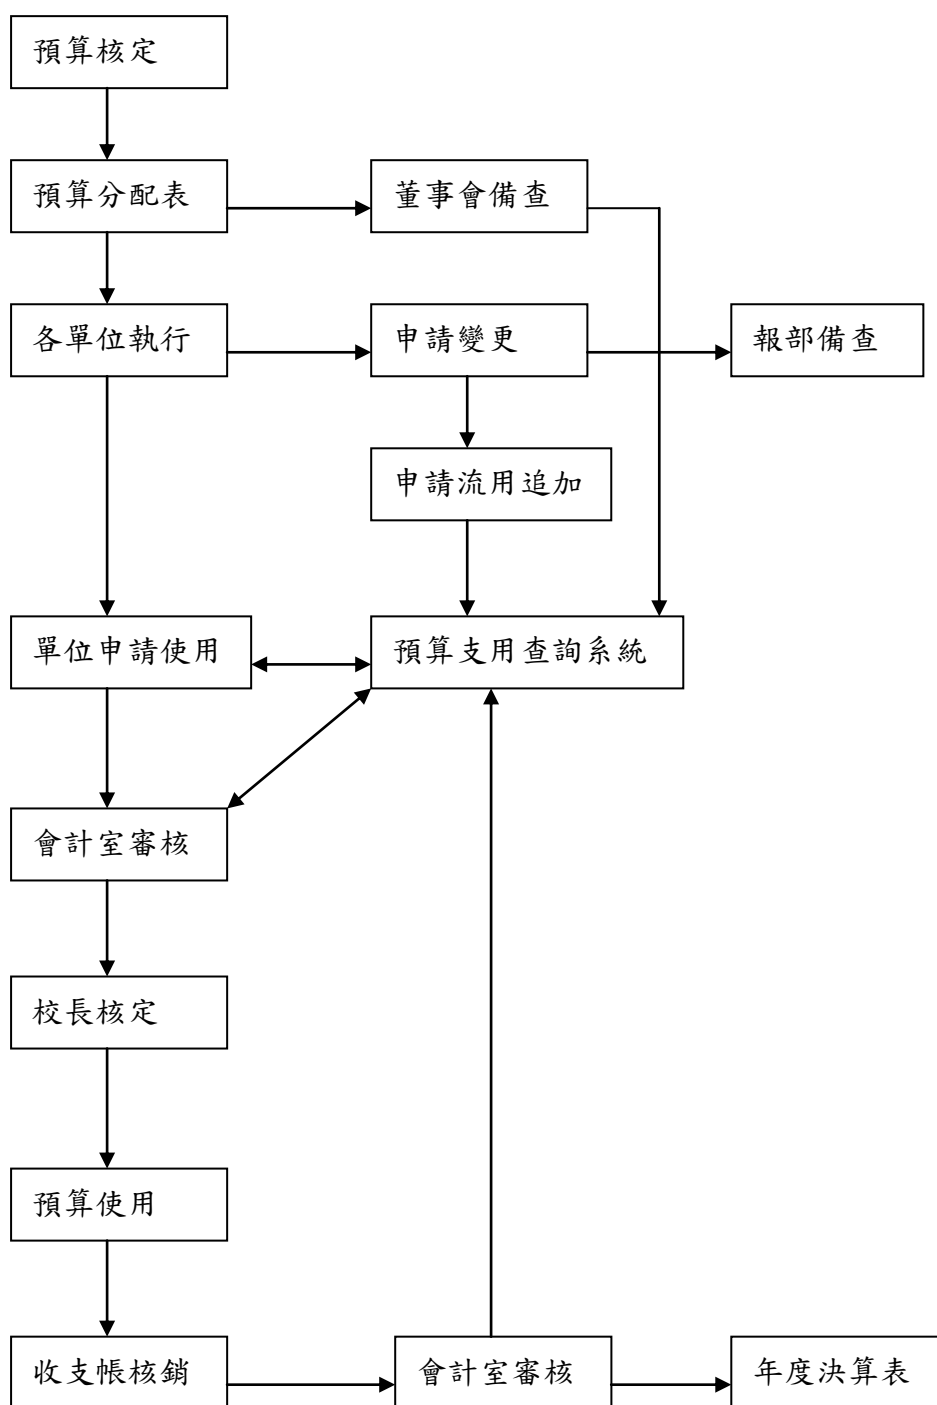 預算核定
預算分配表
董事會備查
各單位執行
申請變更
報部備查
申請流用追加
單位申請使用
預算支用查詢系統
會計室審核
校長核定
預算使用
收支帳核銷
會計室審核
年度決算表